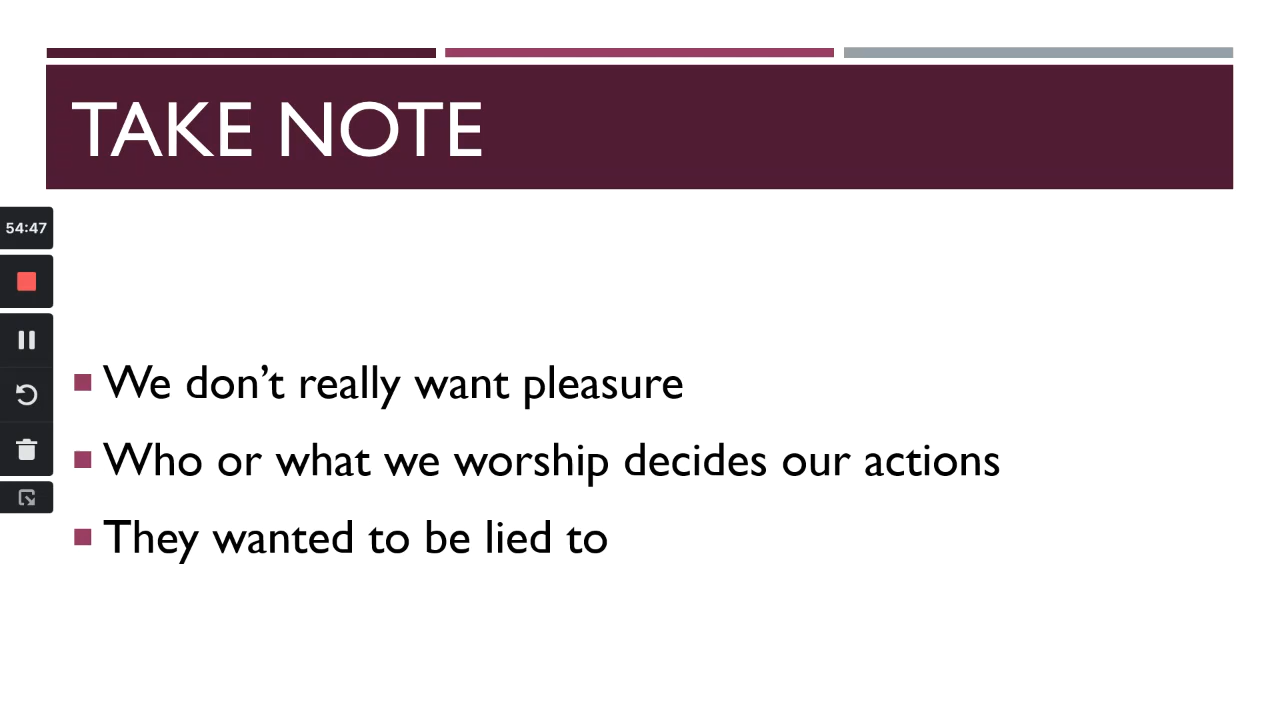 TAKE NOTE
54:47
We don’t really want pleasure
Who or what we worship decides our actions
They wanted to be lied to